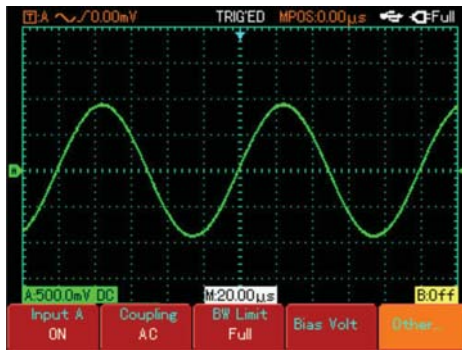 T:A 0.00mV TRIG'ED MPOS:0.00μs Full
A
A:500.0mV DC M:20.00μs B:Off
Input A Coupling BW Limit Bias Volt Other...
ON AC Full